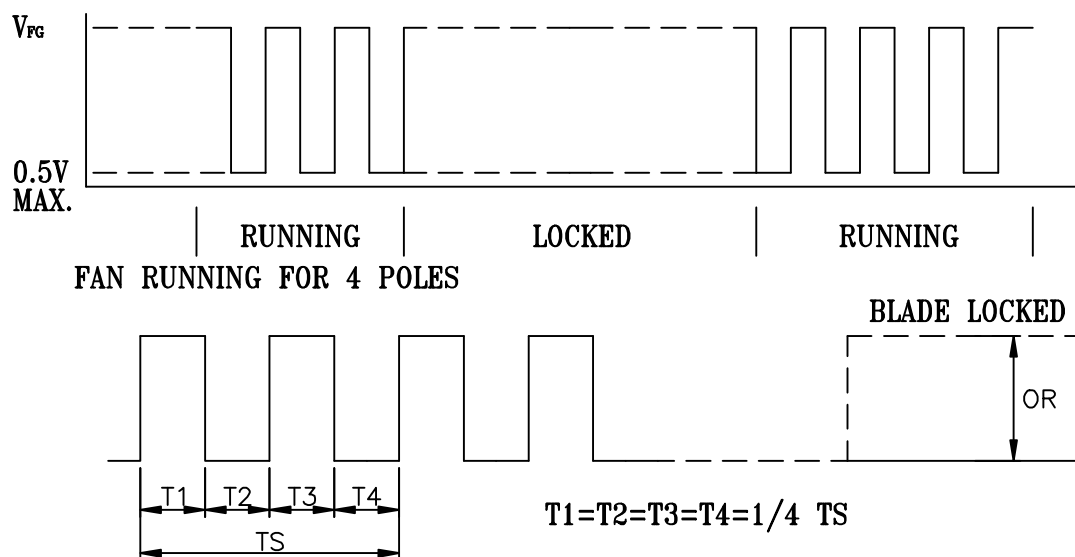 VFG
0.5V
MAX.
RUNNING LOCKED RUNNING
FAN RUNNING FOR 4 POLES
BLADE LOCKED
OR
T1 T2 T3 T4
T1=T2=T3=T4=1/4 TS
TS